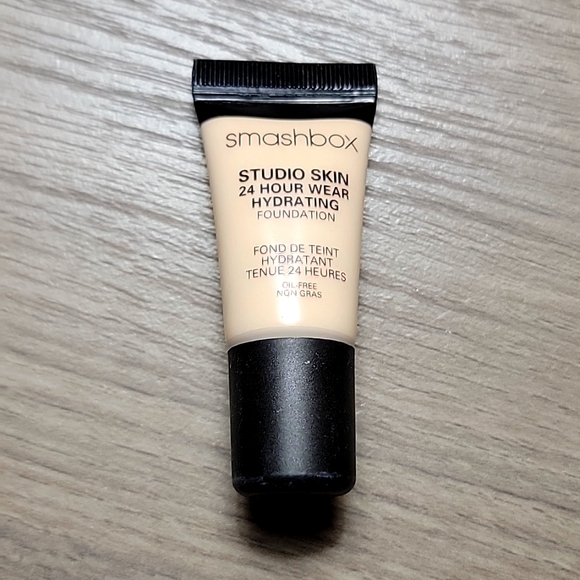 smashbox
STUDIO SKIN
24 HOUR WEAR
HYDRATING
FOUNDATION
FOND DE TEINT
HYDRATANT
TENUE 24 HEURES
OIL-FREE
NON GRAS